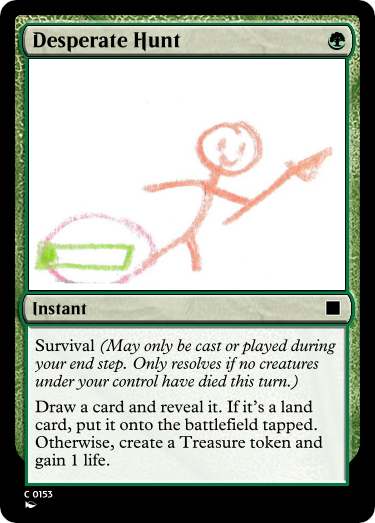 Desperate Hunt
Instant
Survival (May only be cast or played during
your end step. Only resolves if no creatures
under your control have died this turn.)
Draw a card and reveal it. If it's a land
card, put it onto the battlefield tapped.
Otherwise, create a Treasure token and
gain 1 life.
C 0153